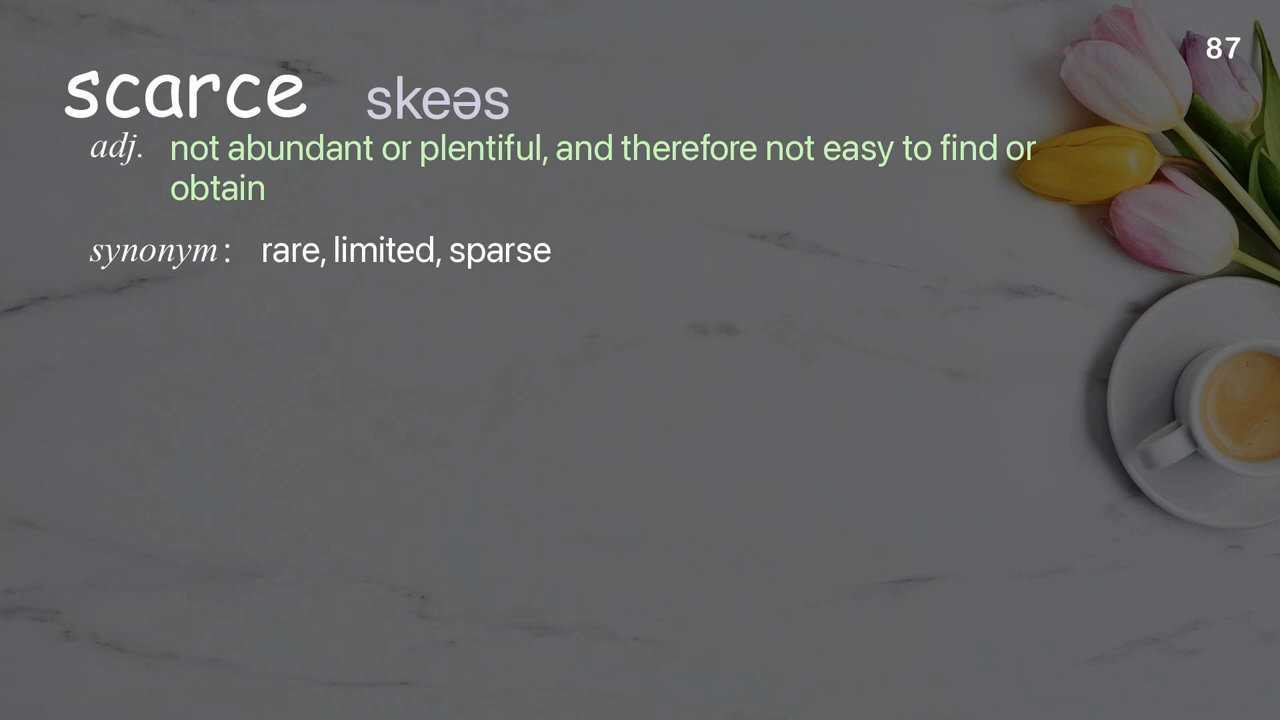 87
scarce skeəs
adj. not abundant or plentiful, and therefore not easy to find or
obtain
synonym: rare, limited, sparse